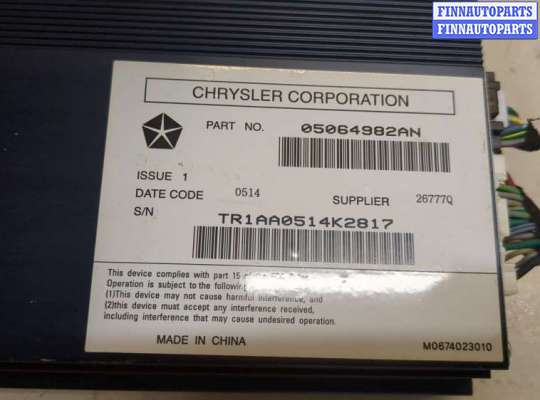 FINNAUTOPARTS
FINNAUTOPARTS
CHRYSLER CORPORATION
PART NO. 05064982AN
ISSUE 1
DATE CODE 0514 SUPPLIER 26777Q
S/N TR1AA0514K2817
This device complies with part 15
Operation is subject to the following
(1)This device may not cause harmful interference, and
(2)this device must accept any interference received,
including interference that may cause undesired operation.
MADE IN CHINA M0674023010